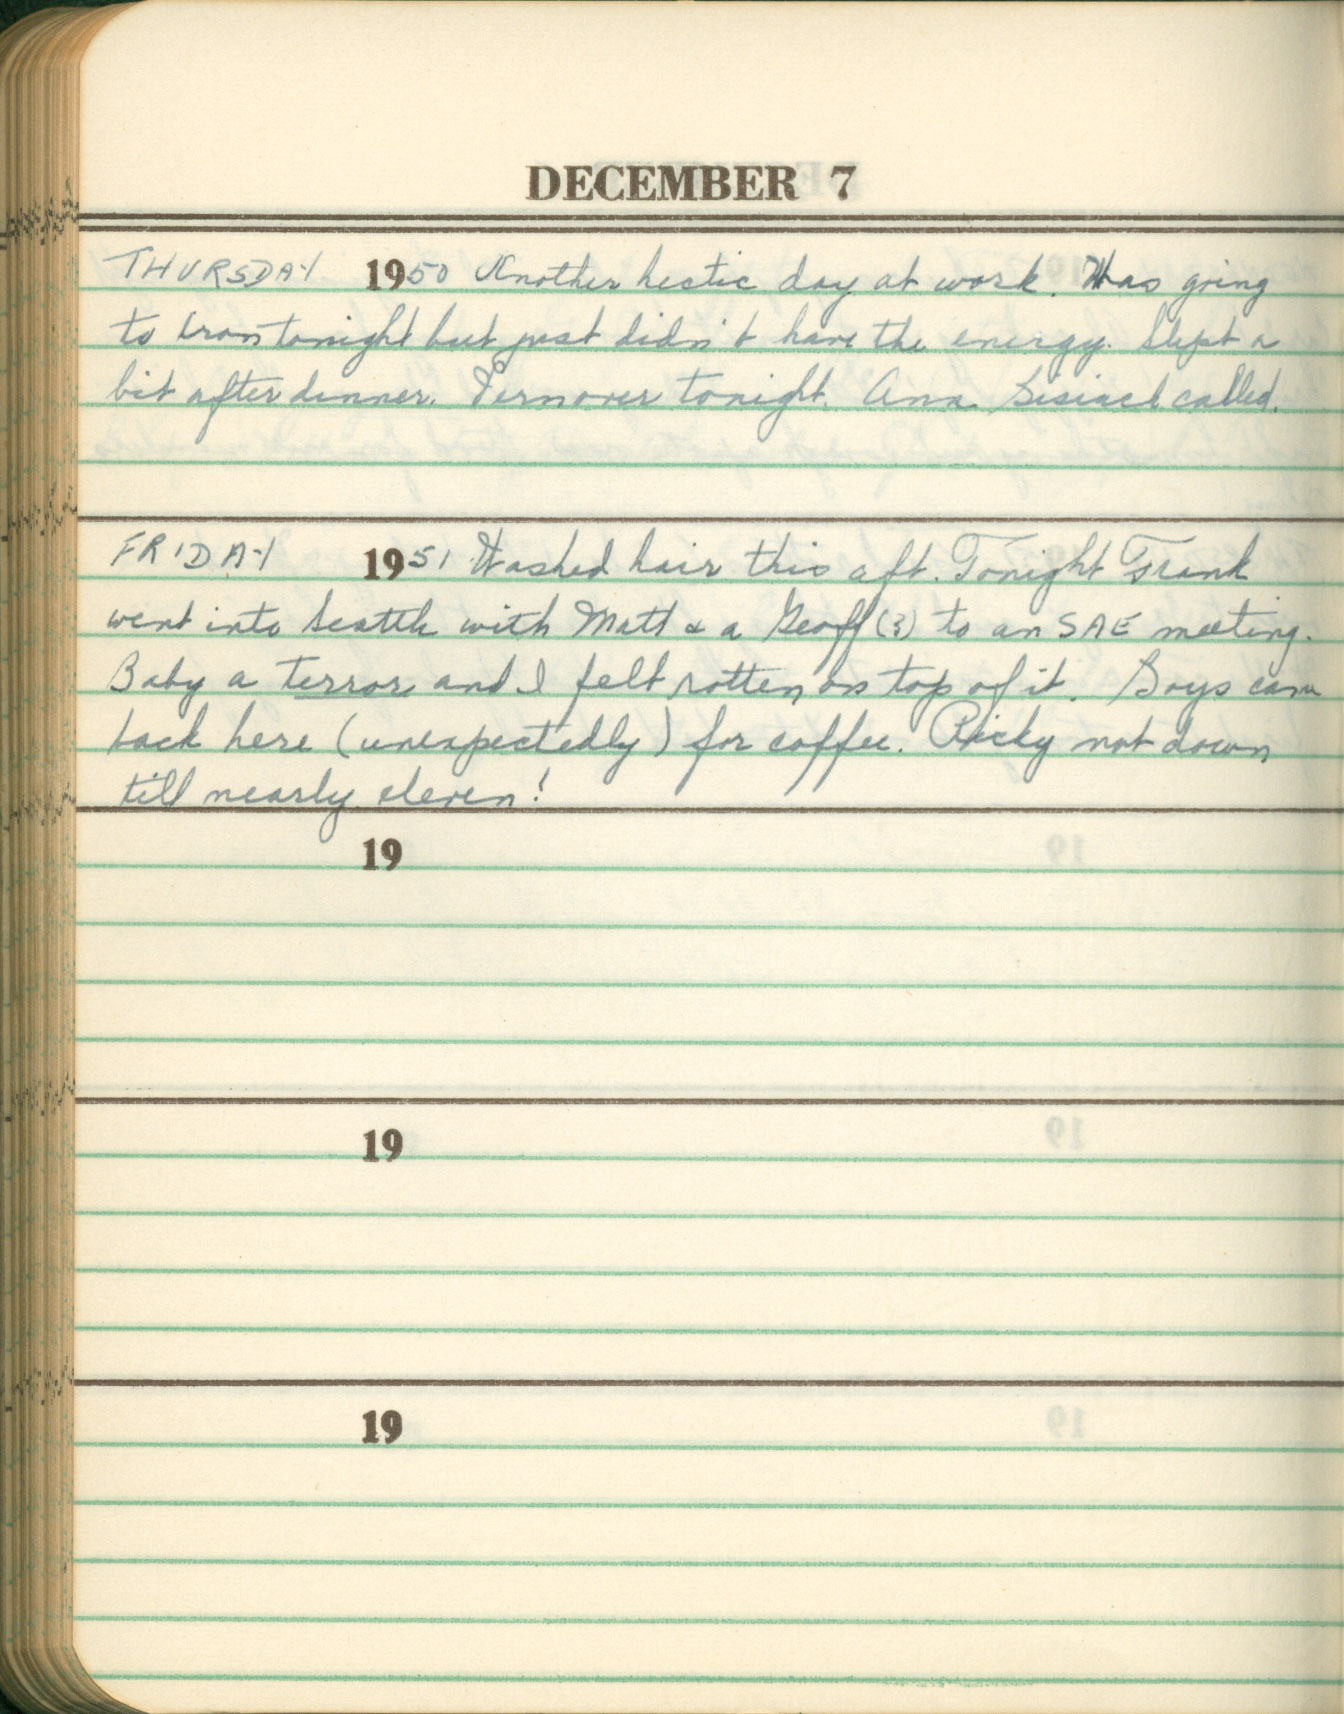 DECEMBER 7
THURSDAY 1950 Another hectic day at work. Was going
to iron tonight but just didn't have the energy. Slept a
bit after dinner. Vern over tonight. Ann called.
FRIDAY 1951 Washed hair this aft. Tonight Frank
went into Seattle with Matt & a Geoff (?) to an SAE meeting.
Baby a terror and I felt rotten on top of it. Boys came
back here (unexpectedly) for coffee. Ricky not down
till nearly eleven!
19
19
19